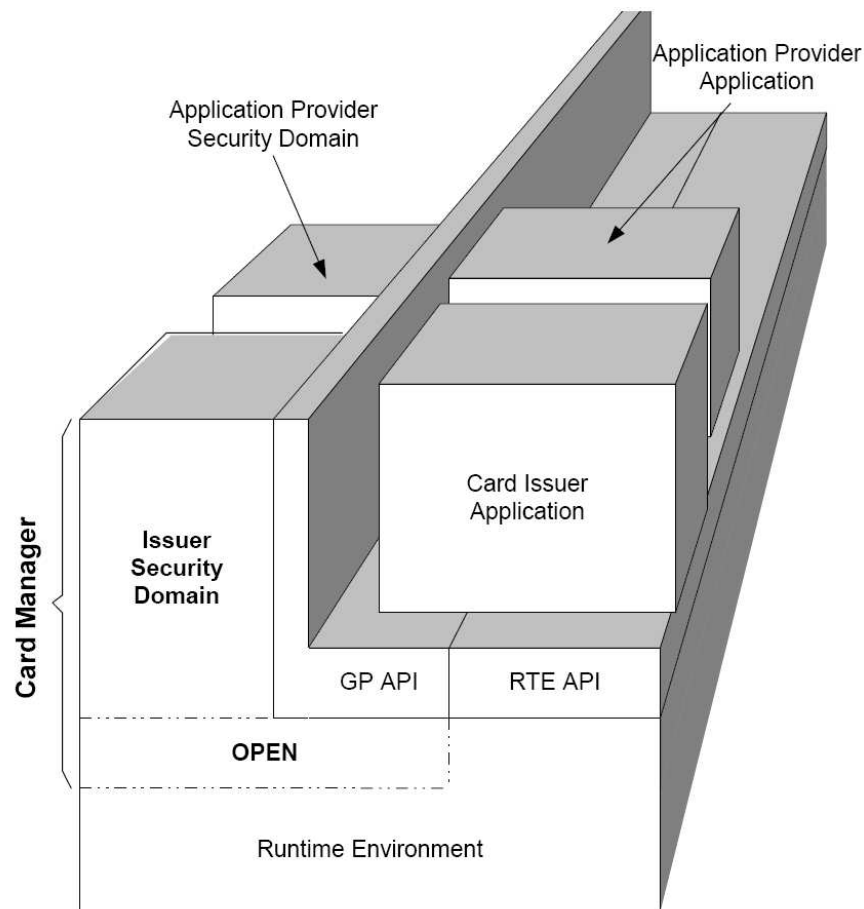 Application Provider
Application
Application Provider
Security Domain
Card Issuer
Application
Issuer
Security
Domain
Card Manager
GP API
RTE API
OPEN
Runtime Environment